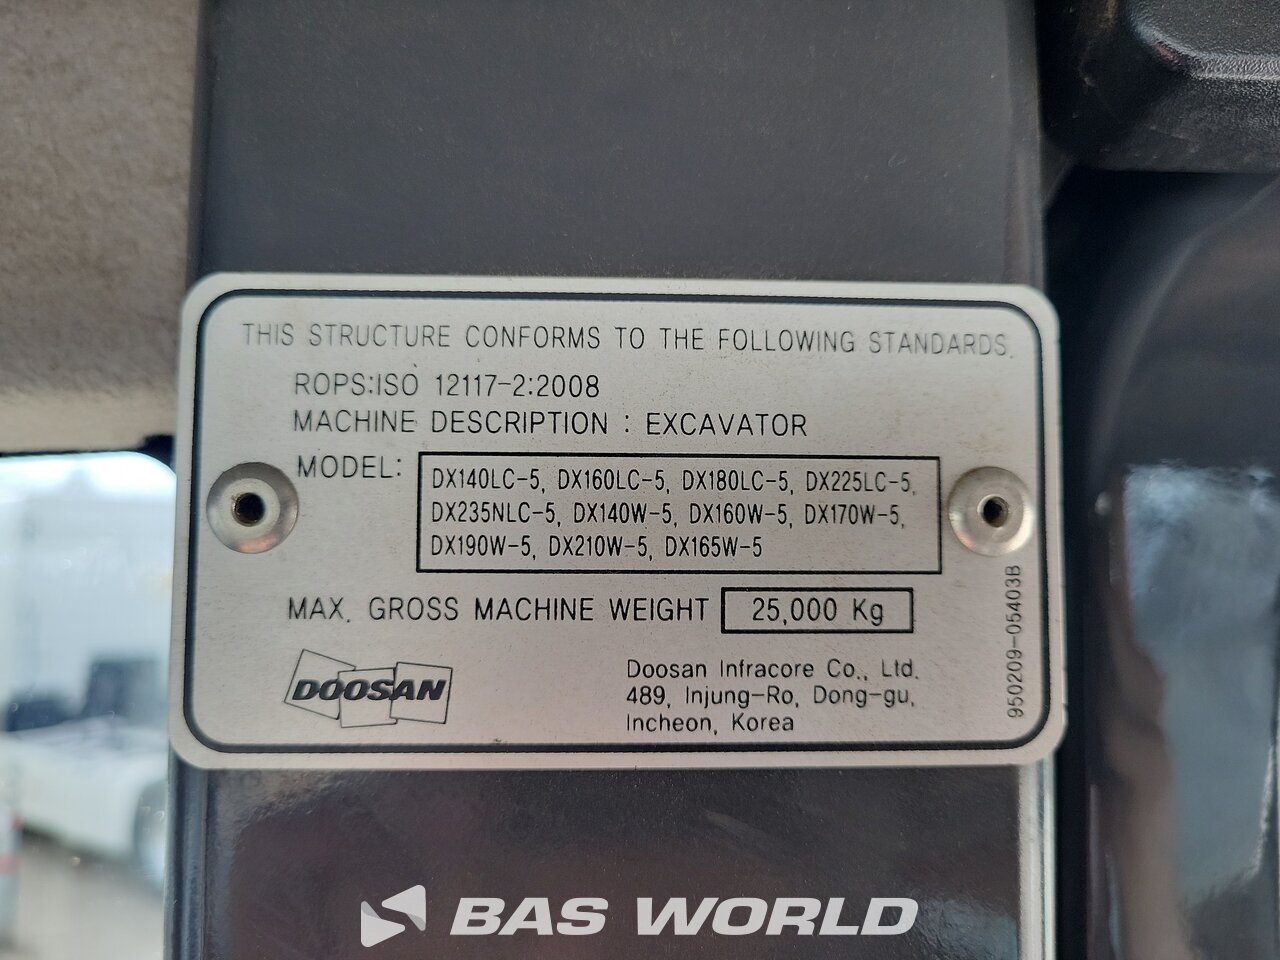 THIS STRUCTURE CONFORMS TO THE FOLLOWING STANDARDS.
ROPS:ISO 12117-2:2008
MACHINE DESCRIPTION : EXCAVATOR
MODEL:
DX140LC-5, DX160LC-5, DX180LC-5, DX225LC-5,
DX235NLC-5, DX140W-5, DX160W-5, DX170W-5,
DX190W-5, DX210W-5, DX165W-5
MAX. GROSS MACHINE WEIGHT 25,000 Kg
DOOSAN
Doosan Infracore Co., Ltd.
489, Injung-Ro, Dong-gu,
Incheon, Korea
950209-05403B
BAS WORLD